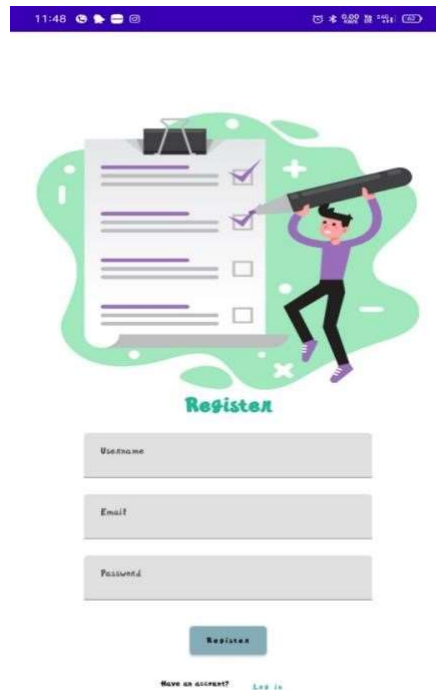 11:48
Register
Username
Email
Password
Register
Have an account? Log in